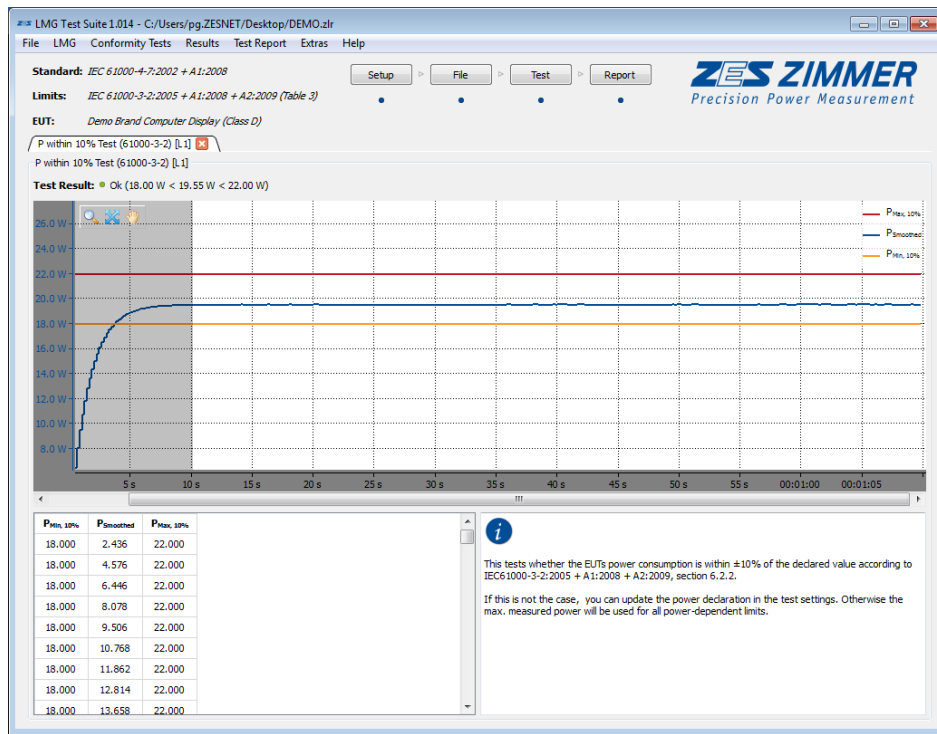 LMG Test Suite 1.014 - C:/Users/pg.ZESNET/Desktop/DEMO.zlr
File LMG Conformity Tests Results Test Report Extras Help
Standard: IEC 61000-4-7:2002 + A1:2008
Setup File Test Report
ZES ZIMMER
Precision Power Measurement
Limits: IEC 61000-3-2:2005 + A1:2008 + A2:2009 (Table 3)
EUT: Demo Brand Computer Display (Class D)
P within 10% Test (61000-3-2) [L1]
P within 10% Test (61000-3-2) [L1]
Test Result: Ok (18.00 W < 19.55 W < 22.00 W)
PMax, 10%
PSmoothed
PMin, 10%
26.0 W
24.0 W
22.0 W
20.0 W
18.0 W
16.0 W
14.0 W
12.0 W
10.0 W
8.0 W
5 s 10 s 15 s 20 s 25 s 30 s 35 s 40 s 45 s 50 s 55 s 00:01:00 00:01:05
PMin, 10% PSmoothed PMax, 10%
18.000 2.436 22.000
18.000 4.576 22.000
18.000 6.446 22.000
18.000 8.078 22.000
18.000 9.506 22.000
18.000 10.768 22.000
18.000 11.862 22.000
18.000 12.814 22.000
18.000 13.658 22.000
i
This tests whether the EUTs power consumption is within ±10% of the declared value according to
IEC61000-3-2:2005 + A1:2008 + A2:2009, section 6.2.2.
If this is not the case, you can update the power declaration in the test settings. Otherwise the
max. measured power will be used for all power-dependent limits.